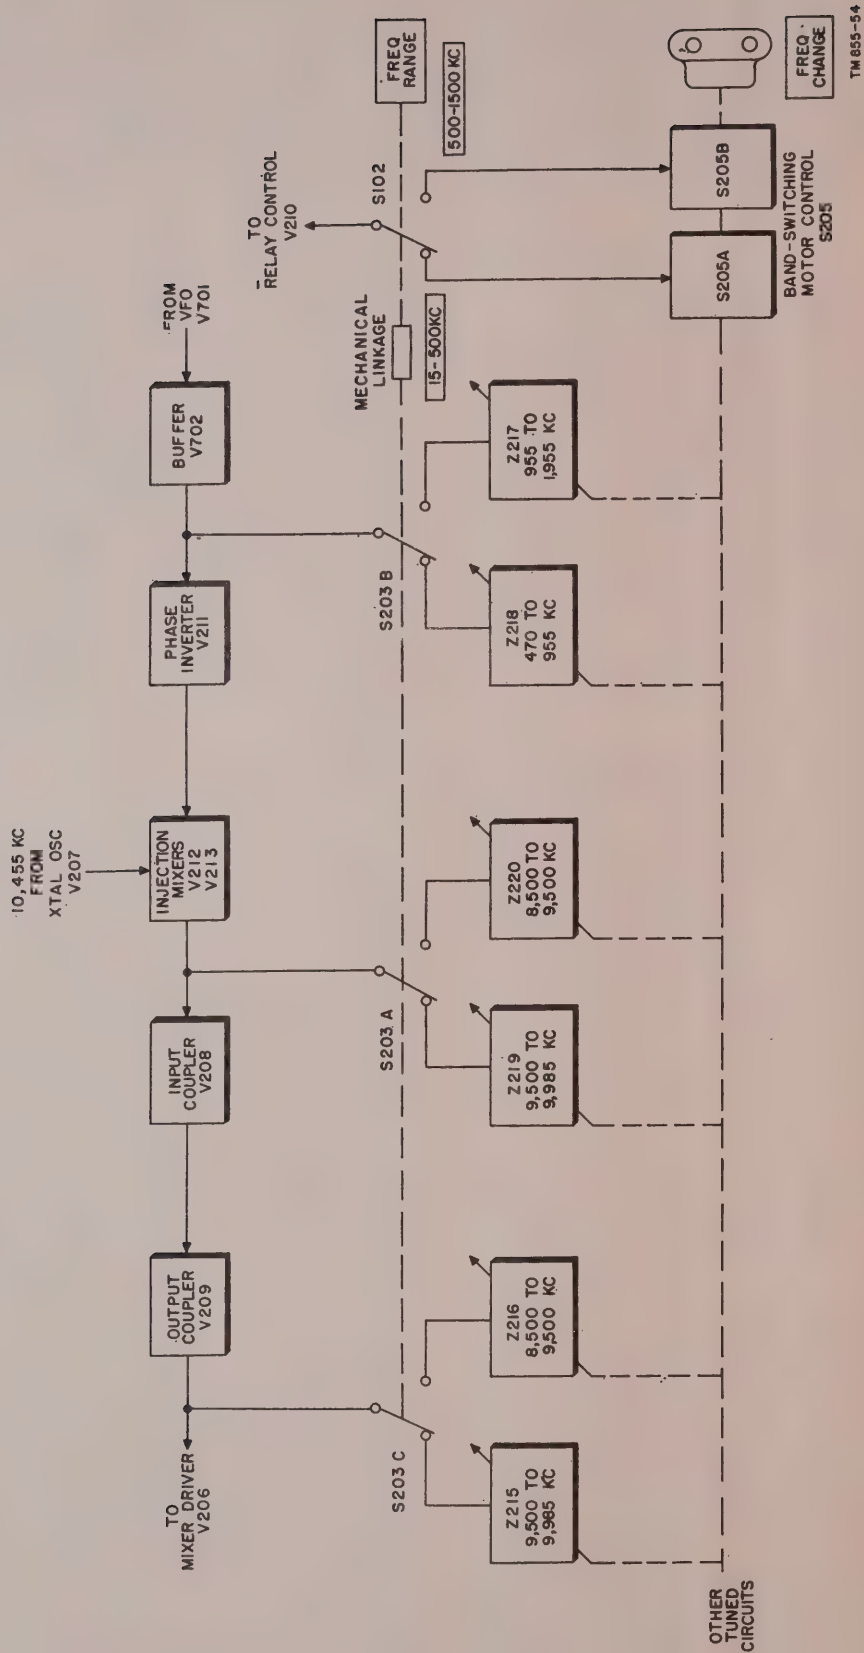 10,455 KC
FROM
XTAL OSC
V207
FROM
VFO
V701
TO
MIXER DRIVER
V206
OUTPUT
COUPLER
V209
INPUT
COUPLER
V208
INJECTION
MIXERS
V212
V213
PHASE
INVERTER
V211
BUFFER
V702
TO
RELAY CONTROL
V210
S203 C
S203 A
S203 B
MECHANICAL
LINKAGE
S102
FREQ
RANGE
15-500KC
500-1500 KC
Z215
9,500 TO
9,985 KC
Z216
8,500 TO
9,500 KC
Z219
9,500 TO
9,985 KC
Z220
8,500 TO
9,500 KC
Z218
470 TO
955 KC
Z217
955 TO
1,955 KC
OTHER
TUNED
CIRCUITS
S205A
S205B
BAND-SWITCHING
MOTOR CONTROL
S205
FREQ
CHANGE
TM 855-54